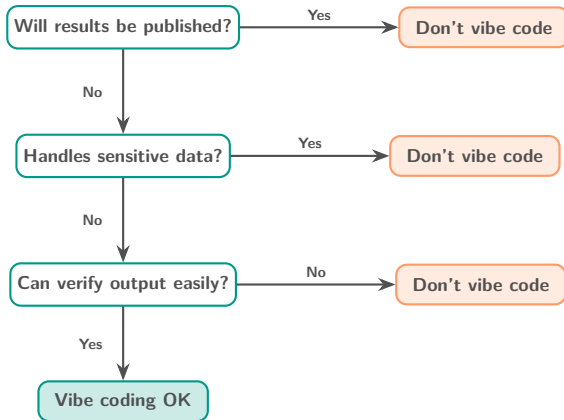 Will results be published?
Yes
Don't vibe code
No
Handles sensitive data?
Yes
Don't vibe code
No
Can verify output easily?
No
Don't vibe code
Yes
Vibe coding OK